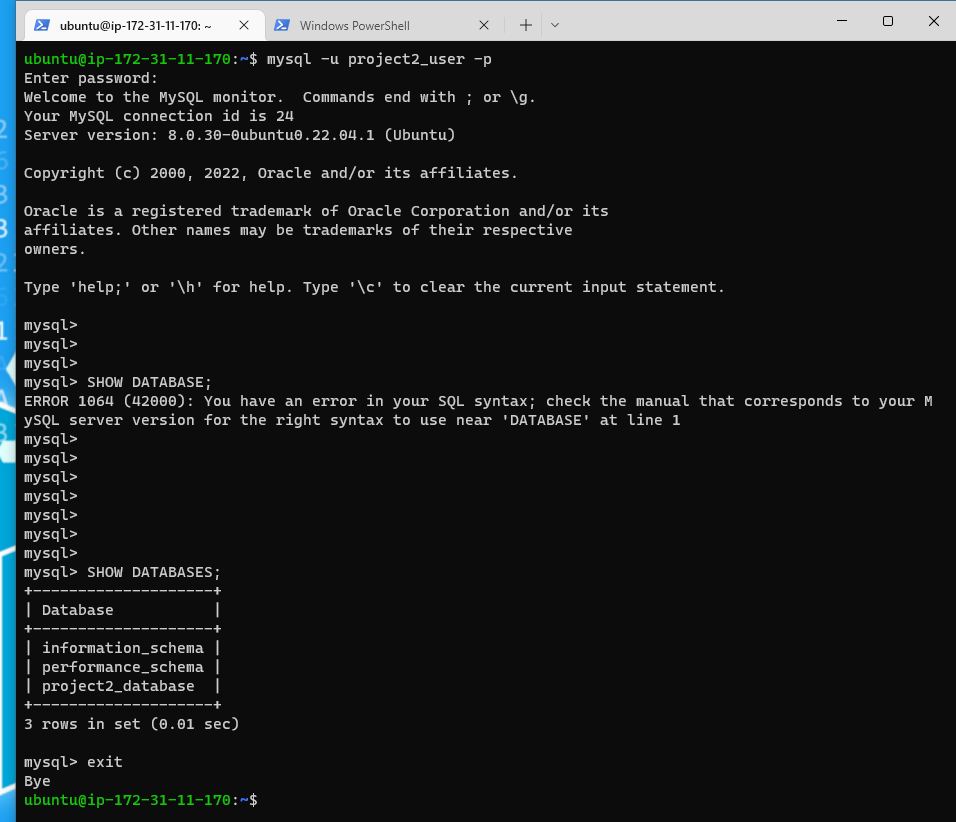 ubuntu@ip-172-31-11-170: ~
Windows PowerShell
ubuntu@ip-172-31-11-170:~$ mysql -u project2_user -p
Enter password:
Welcome to the MySQL monitor.  Commands end with ; or \g.
Your MySQL connection id is 24
Server version: 8.0.30-0ubuntu0.22.04.1 (Ubuntu)
Copyright (c) 2000, 2022, Oracle and/or its affiliates.
Oracle is a registered trademark of Oracle Corporation and/or its
affiliates. Other names may be trademarks of their respective
owners.
Type 'help;' or '\h' for help. Type '\c' to clear the current input statement.
mysql>
mysql>
mysql>
mysql> SHOW DATABASE;
ERROR 1064 (42000): You have an error in your SQL syntax; check the manual that corresponds to your M
ySQL server version for the right syntax to use near 'DATABASE' at line 1
mysql>
mysql>
mysql>
mysql>
mysql>
mysql>
mysql>
mysql> SHOW DATABASES;
+--------------------+
| Database           |
+--------------------+
| information_schema |
| performance_schema |
| project2_database  |
+--------------------+
3 rows in set (0.01 sec)
mysql> exit
Bye
ubuntu@ip-172-31-11-170:~$